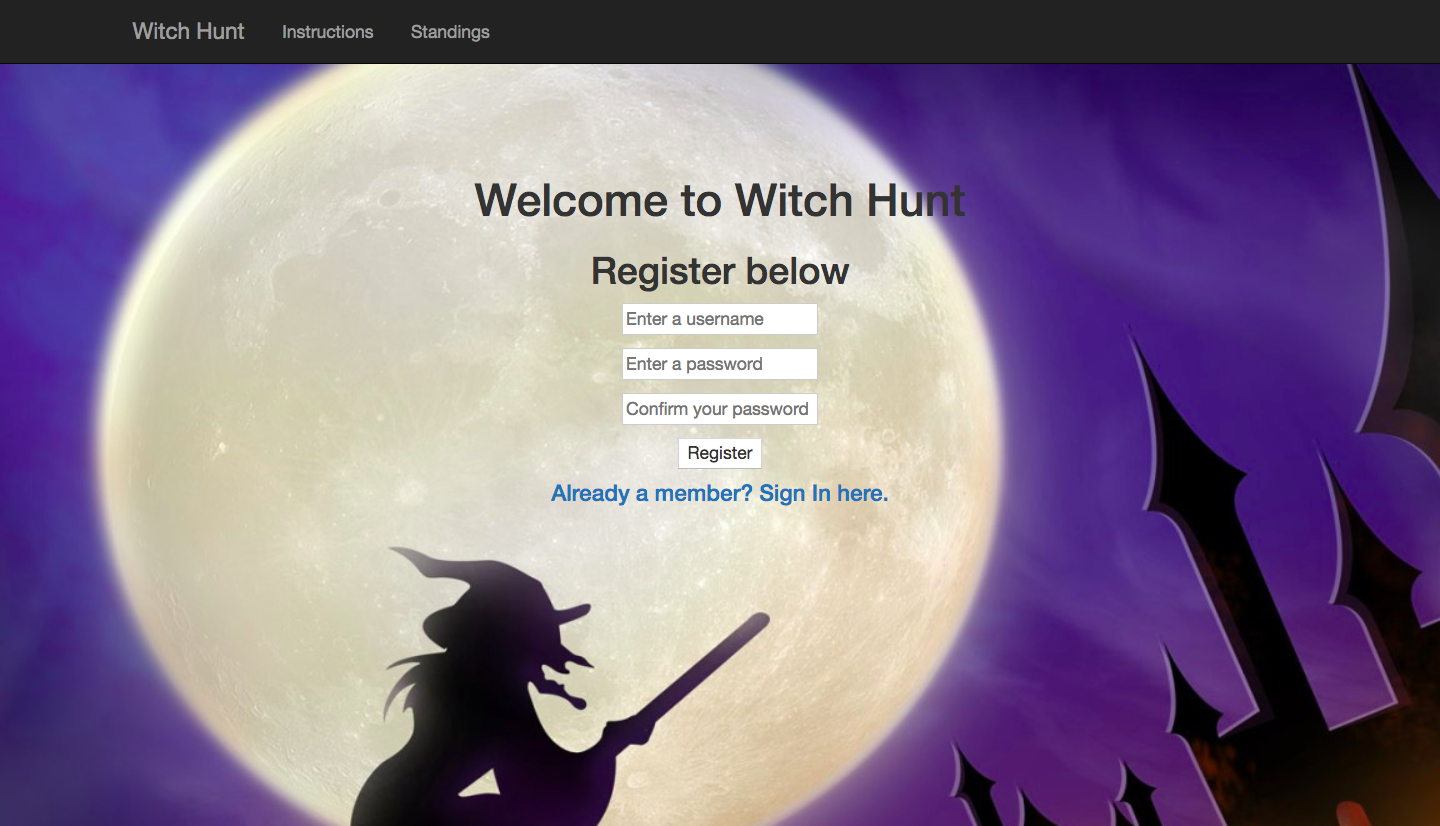 Witch Hunt Instructions Standings
Welcome to Witch Hunt
Register below
Enter a username
Enter a password
Confirm your password
Register
Already a member? Sign In here.